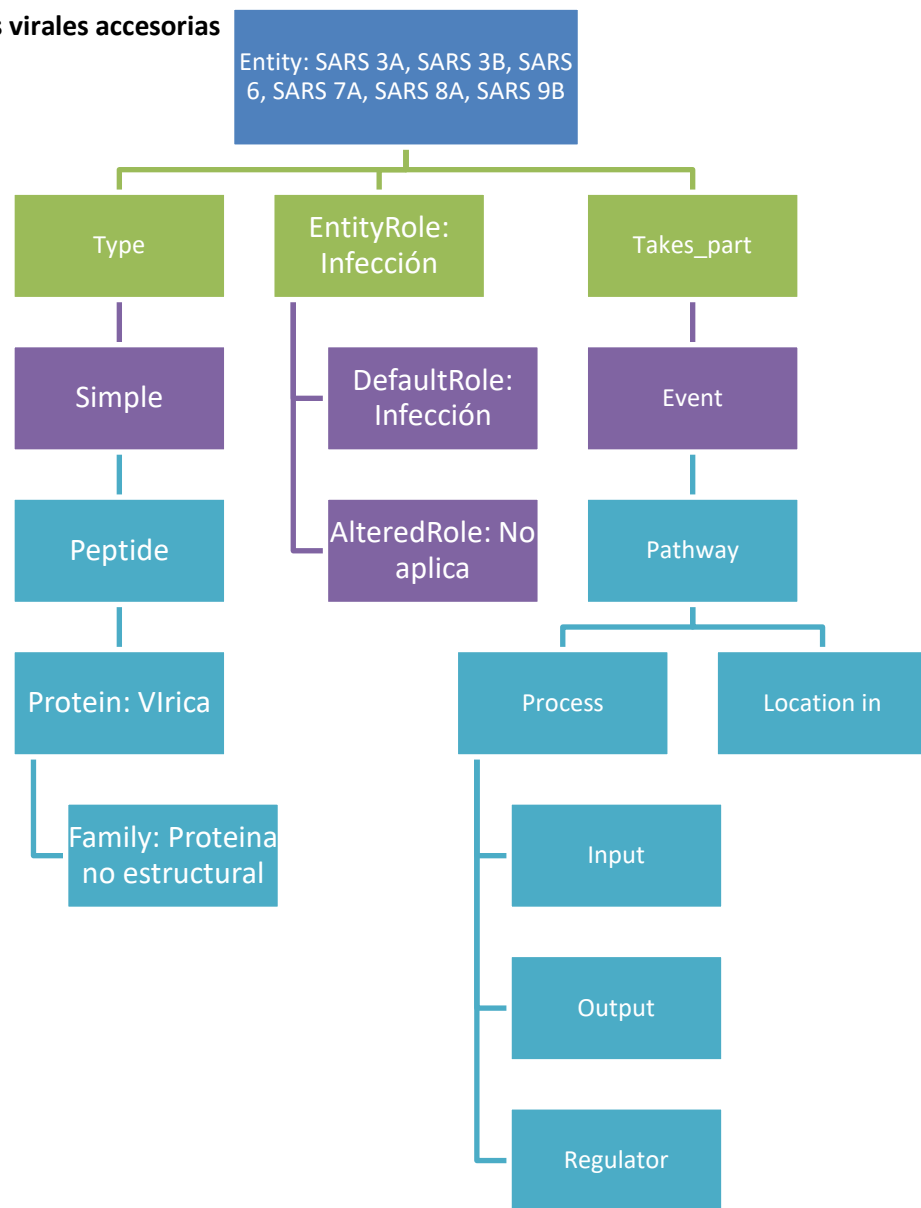 s virales accesorias
Entity: SARS 3A, SARS 3B, SARS
6, SARS 7A, SARS 8A, SARS 9B
Type
EntityRole:
Infección
Takes_part
Simple
DefaultRole:
Infección
Event
Peptide
AlteredRole: No
aplica
Pathway
Protein: VIrica
Process
Location in
Family: Proteina
no estructural
Input
Output
Regulator